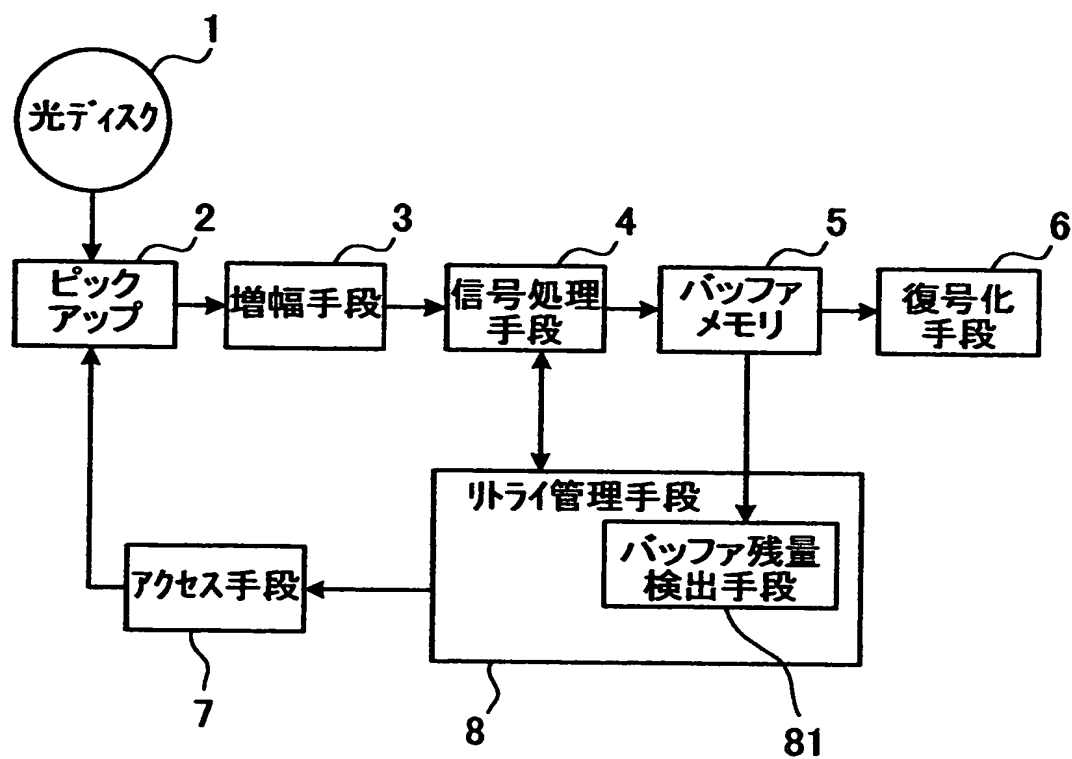 1
光ディスク
2
3
4
5
6
ピック
アップ
増幅手段
信号処理
手段
バッファ
メモリ
復号化
手段
リトライ管理手段
バッファ残量
検出手段
アクセス手段
7
8
81